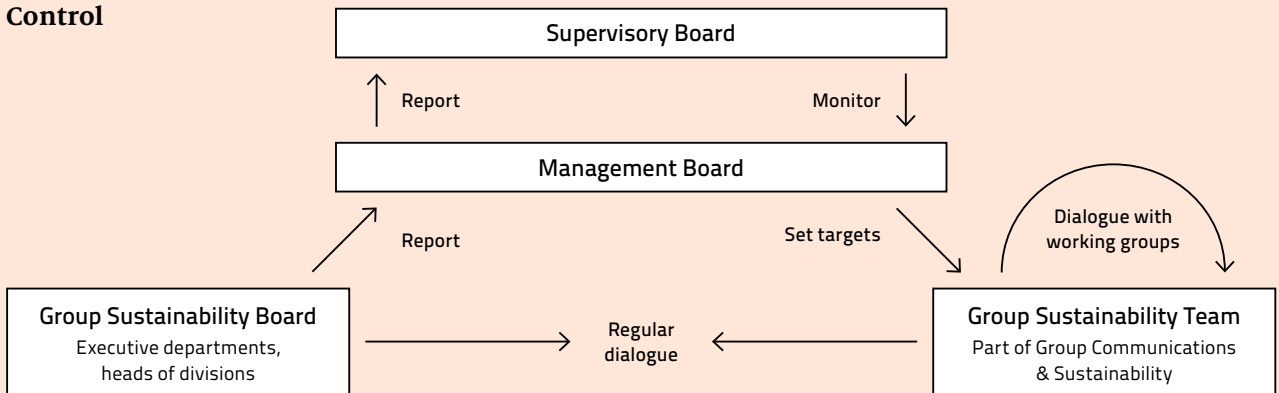 Control
Supervisory Board
Report
Monitor
Management Board
Report
Set targets
Dialogue with
working groups
Group Sustainability Board
Executive departments,
heads of divisions
Regular
dialogue
Group Sustainability Team
Part of Group Communications
& Sustainability